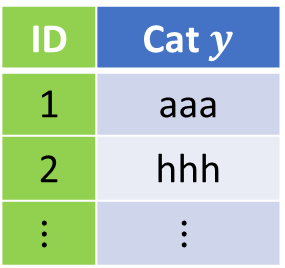 ID Cat y
1 aaa
2 hhh
⋮ ⋮